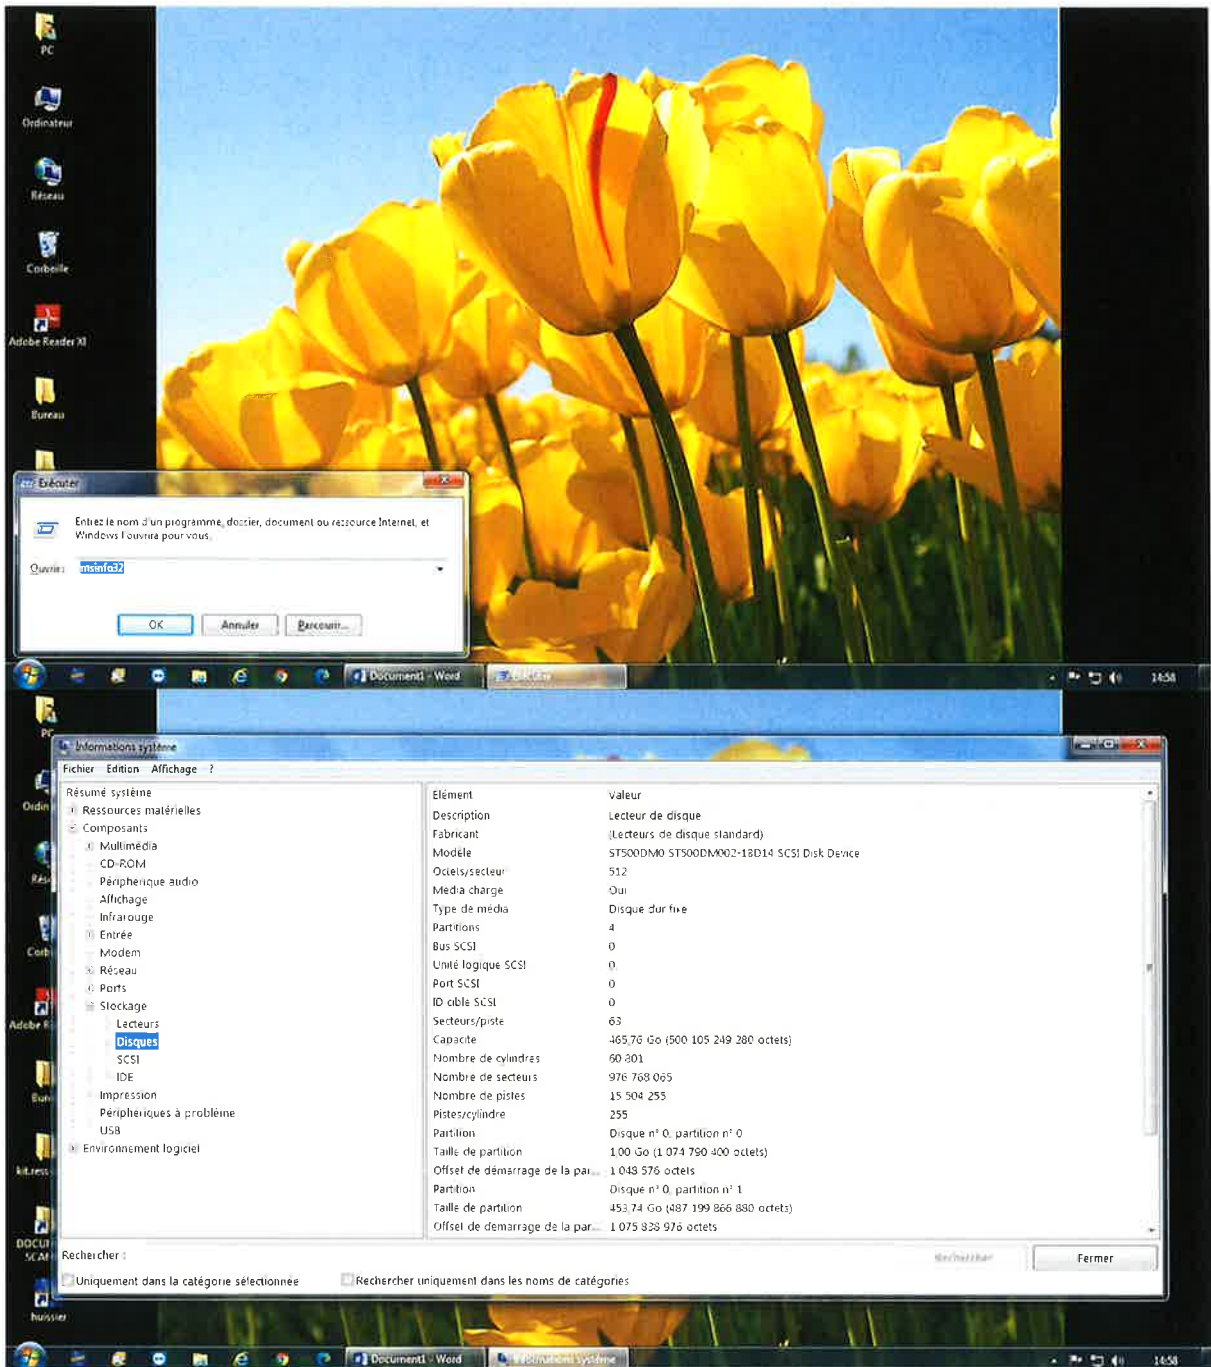 PC
Ordinateur
Réseau
Corbeille
Adobe Reader XI
Bureau
Exécuter
Entrez le nom d'un programme, dossier, document ou ressource Internet, et
Windows l'ouvrira pour vous.
Ouvrir :
msinfo32
OK
Annuler
Parcourir...
Document1 - Word
Exécuter
14:58
PC
Informations système
Fichier Edition Affichage ?
Résumé système
Ressources matérielles
Composants
Multimédia
CD-ROM
Périphérique audio
Affichage
Infrarouge
Entrée
Modem
Réseau
Ports
Stockage
Lecteurs
Disques
SCSI
IDE
Impression
Périphériques à problème
USB
Environnement logiciel
Elément Valeur
Description Lecteur de disque
Fabricant (Lecteurs de disque standard)
Modèle ST500DM0 ST500DM002-1BD14 SCSI Disk Device
Octets/secteur 512
Média chargé Oui
Type de média Disque dur fixe
Partitions 4
Bus SCSI 0
Unité logique SCSI 0
Port SCSI 0
ID cible SCSI 0
Secteurs/piste 63
Capacité 465,76 Go (500 105 249 280 octets)
Nombre de cylindres 60 801
Nombre de secteurs 976 768 065
Nombre de pistes 15 504 255
Pistes/cylindre 255
Partition Disque n° 0, partition n° 0
Taille de partition 1,00 Go (1 074 790 400 octets)
Offset de démarrage de la par... 1 048 576 octets
Partition Disque n° 0, partition n° 1
Taille de partition 453,74 Go (487 199 866 880 octets)
Offset de démarrage de la par... 1 075 838 976 octets
Rechercher :
Rechercher
Fermer
Uniquement dans la catégorie sélectionnée
Rechercher uniquement dans les noms de catégories
Ordin
Rés
Corb
Adobe R
Bure
kit.ress
DOCU
SCAN
huissier
Document1 - Word
Informations système
14:58